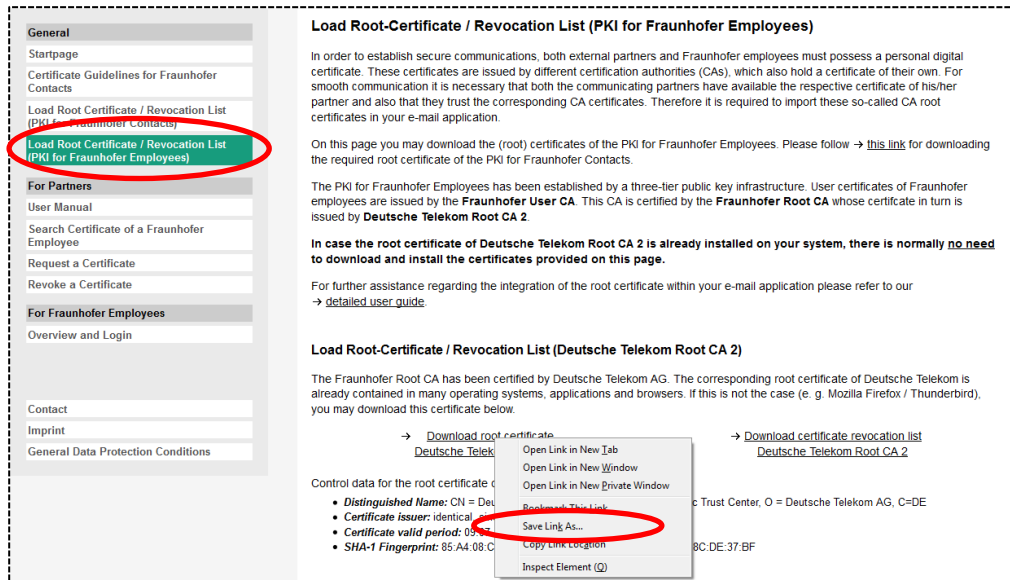 General
Startpage
Certificate Guidelines for Fraunhofer
Contacts
Load Root Certificate / Revocation List
(PKI for Fraunhofer Contacts)
Load Root Certificate / Revocation List
(PKI for Fraunhofer Employees)
For Partners
User Manual
Search Certificate of a Fraunhofer
Employee
Request a Certificate
Revoke a Certificate
For Fraunhofer Employees
Overview and Login
Contact
Imprint
General Data Protection Conditions
Load Root-Certificate / Revocation List (PKI for Fraunhofer Employees)
In order to establish secure communications, both external partners and Fraunhofer employees must possess a personal digital
certificate. These certificates are issued by different certification authorities (CAs), which also hold a certificate of their own. For
smooth communication it is necessary that both the communicating partners have available the respective certificate of his/her
partner and also that they trust the corresponding CA certificates. Therefore it is required to import these so-called CA root
certificates in your e-mail application.
On this page you may download the (root) certificates of the PKI for Fraunhofer Employees. Please follow → this link for downloading
the required root certificate of the PKI for Fraunhofer Contacts.
The PKI for Fraunhofer Employees has been established by a three-tier public key infrastructure. User certificates of Fraunhofer
employees are issued by the Fraunhofer User CA. This CA is certified by the Fraunhofer Root CA whose certifcate in turn is
issued by Deutsche Telekom Root CA 2.
In case the root certificate of Deutsche Telekom Root CA 2 is already installed on your system, there is normally no need
to download and install the certificates provided on this page.
For further assistance regarding the integration of the root certificate within your e-mail application please refer to our
→ detailed user guide.
Load Root-Certificate / Revocation List (Deutsche Telekom Root CA 2)
The Fraunhofer Root CA has been certified by Deutsche Telekom AG. The corresponding root certificate of Deutsche Telekom is
already contained in many operating systems, applications and browsers. If this is not the case (e. g. Mozilla Firefox / Thunderbird),
you may download this certificate below.
→ Download root certificate
Deutsche Telek
→ Download certificate revocation list
Deutsche Telekom Root CA 2
Open Link in New Tab
Open Link in New Window
Open Link in New Private Window
Bookmark This Link
Save Link As...
Copy Link Location
Inspect Element (Q)
Control data for the root certificate
• Distinguished Name: CN = Deu c Trust Center, O = Deutsche Telekom AG, C=DE
• Certificate issuer: identical
• Certificate valid period: 09.07
• SHA-1 Fingerprint: 85:A4:08:C 8C:DE:37:BF